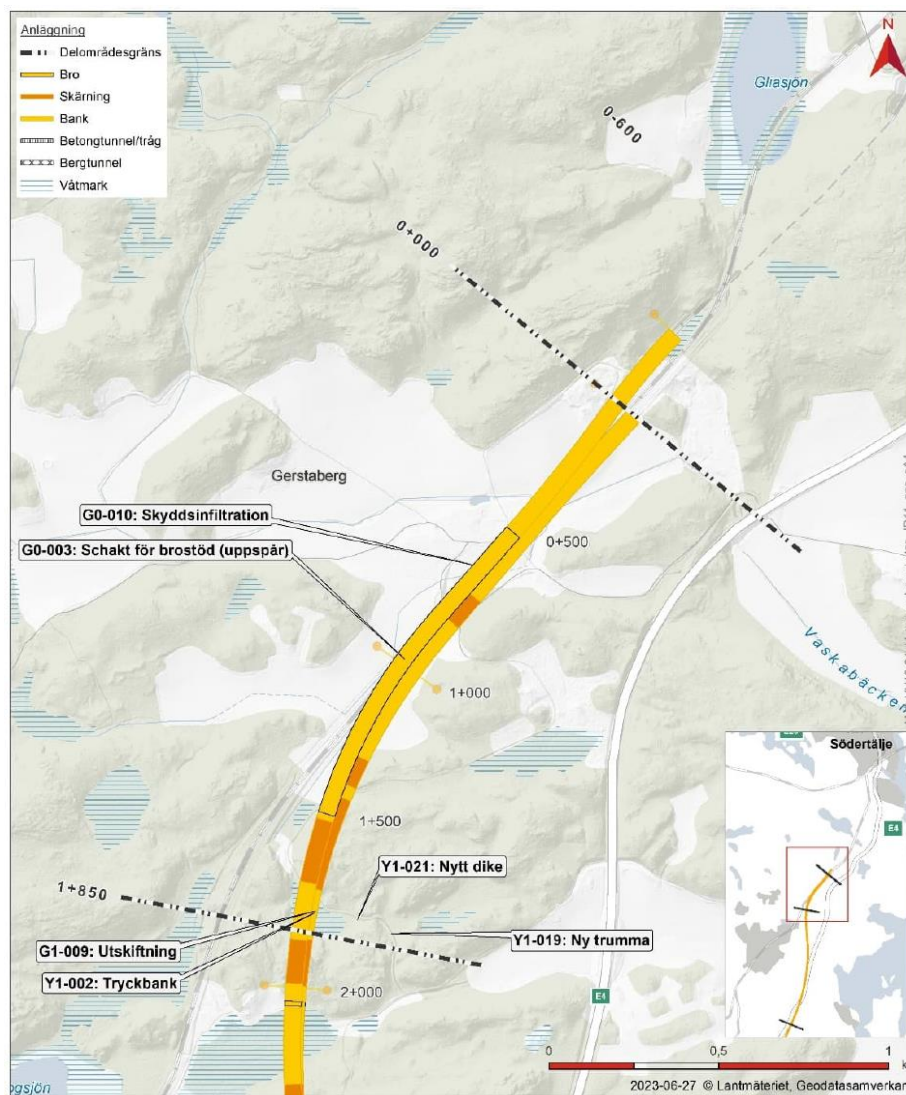 Anläggning
Delområdesgräns
Bro
Skärning
Bank
Betongtunnel/tråg
Bergtunnel
Våtmark
N
Gliasjön
0-600
0+000
Gerstaberg
G0-010: Skyddsinfiltration
G0-003: Schakt för brostöd (uppspår)
0+500
Vaskabäcken
1+000
Södertälje
E4
1+500
Y1-021: Nytt dike
1+850
Y1-019: Ny trumma
G1-009: Utskiftning
Y1-002: Tryckbank
2+000
E4
0
0,5
1
k
ogsjön
2023-06-27 © Lantmäteriet, Geodatasamverkan